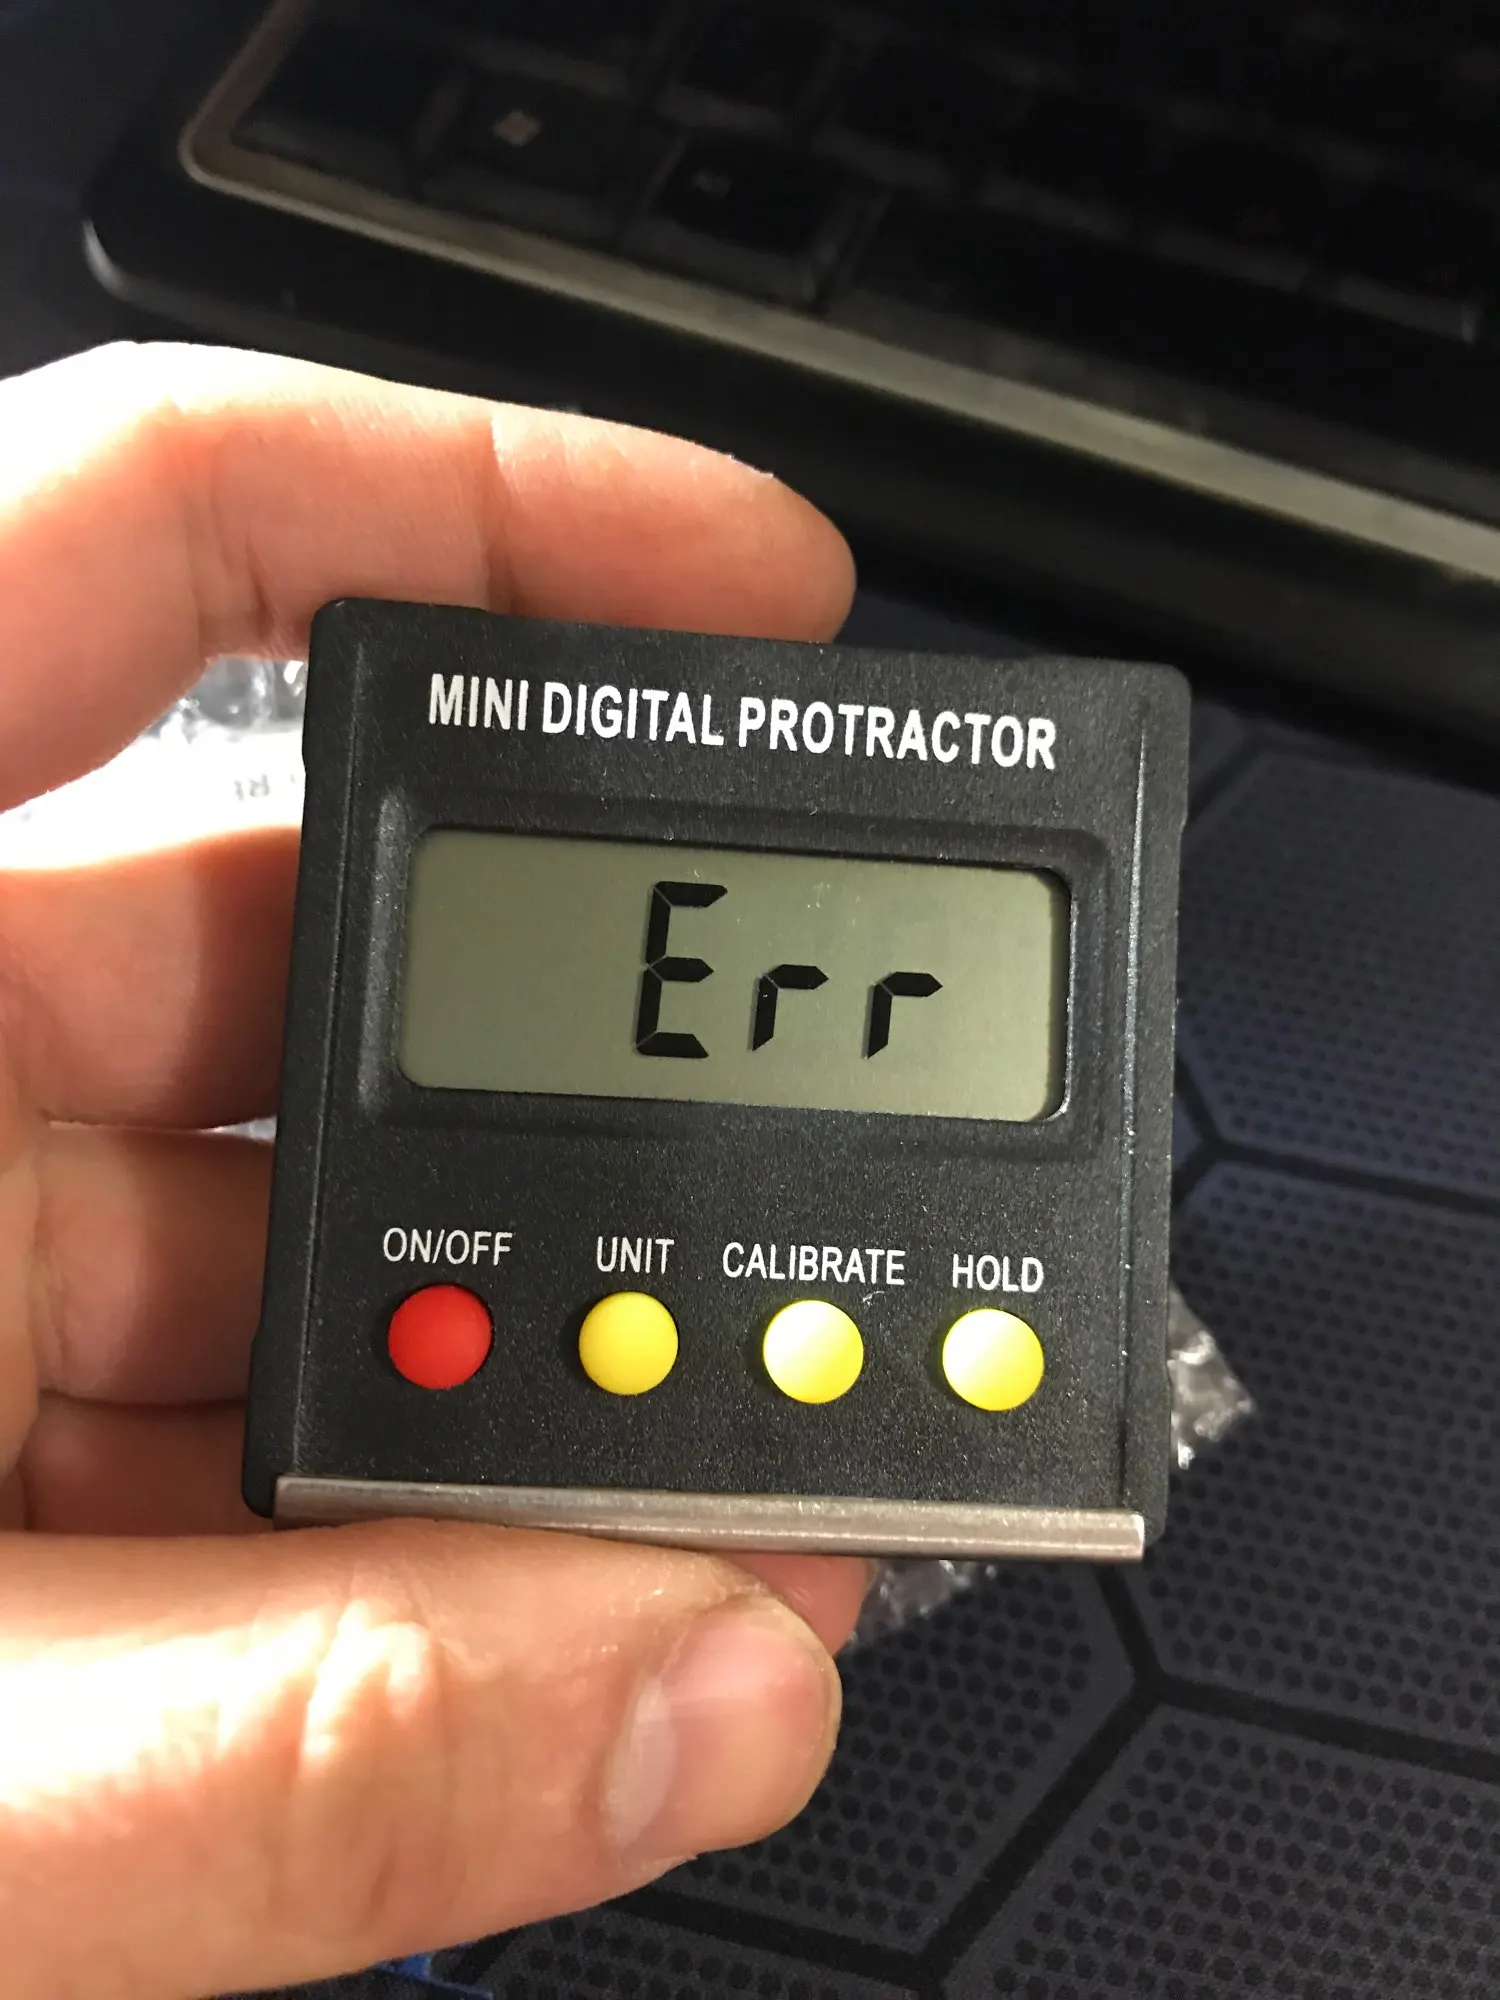 MINI DIGITAL PROTRACTOR
Err
ON/OFF UNIT CALIBRATE HOLD